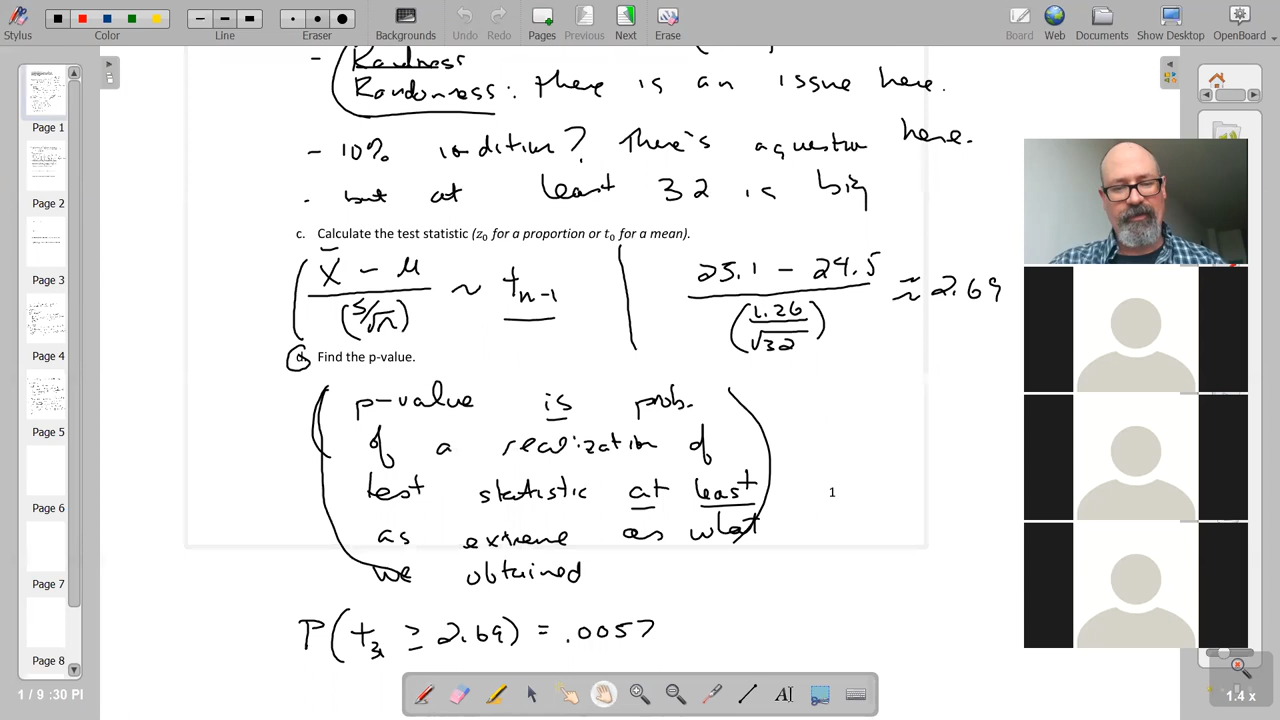 Stylus
Color
Line
Eraser
Backgrounds
Undo
Redo
Pages
Previous
Next
Erase
Board
Web
Documents
Show Desktop
OpenBoard
Page 1
Page 2
Page 3
Page 4
Page 5
Page 6
Page 7
Page 8
- Randness
Randomness: there is an issue here.
- 10% condition? There's a question here.
- but at least 32 is big
c. Calculate the test statistic (z₀ for a proportion or t₀ for a mean).
(x̄ - μ)/(s/√n) ~ tₙ₋₁ | (25.1 - 24.5)/(1.26/√32) ≈ 2.69
d. Find the p-value.
p-value is prob.
of a realization of
test statistic at least
as extreme as what
we obtained
1
P(t₃₁ ≥ 2.69) = .0057
1 / 9 :30 PI
1.4 x